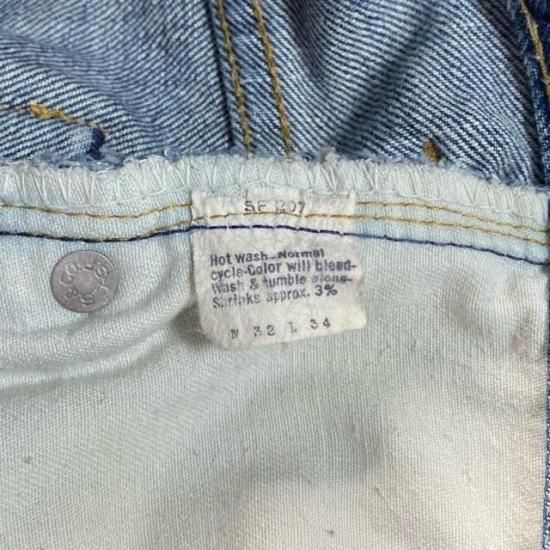 SF 207
Hot wash-Normal
cycle-Color will bleed-
Wash & tumble alone-
Shrinks approx. 3%
W 32 L 34